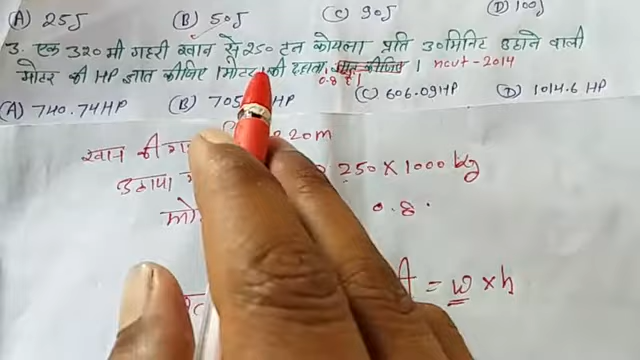 (A) 25J (B) 50J (C) 90J (D) 100J
3. एक 320 मी गहरी खान से 250 टन कोयला प्रति 30 मिनिट उठाने वाली
मोटर की HP ज्ञात कीजिए । मोटर की दक्षता 0.8 है । ncvt-2014
(A) 740.74HP (B) 705 HP (C) 606.09HP (D) 1014.6 HP
खान की 20m
उठाया 250 X 1000 kg
0.8.
= w x h